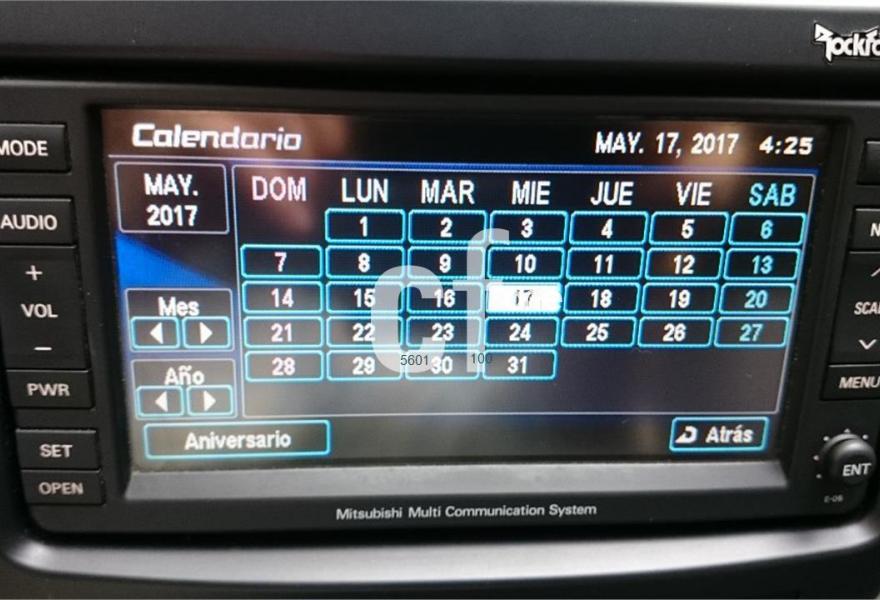 Rockfo
MODE
AUDIO
+
VOL
−
PWR
SET
OPEN
Calendario MAY. 17, 2017 4:25
MAY.
2017
DOM LUN MAR MIE JUE VIE SAB
1 2 3 4 5 6
7 8 9 10 11 12 13
14 15 16 17 18 19 20
21 22 23 24 25 26 27
28 29 30 31
Mes
Año
Aniversario
Atrás
cf
5601 100
N
SCA
MENU
ENT
E-06
Mitsubishi Multi Communication System